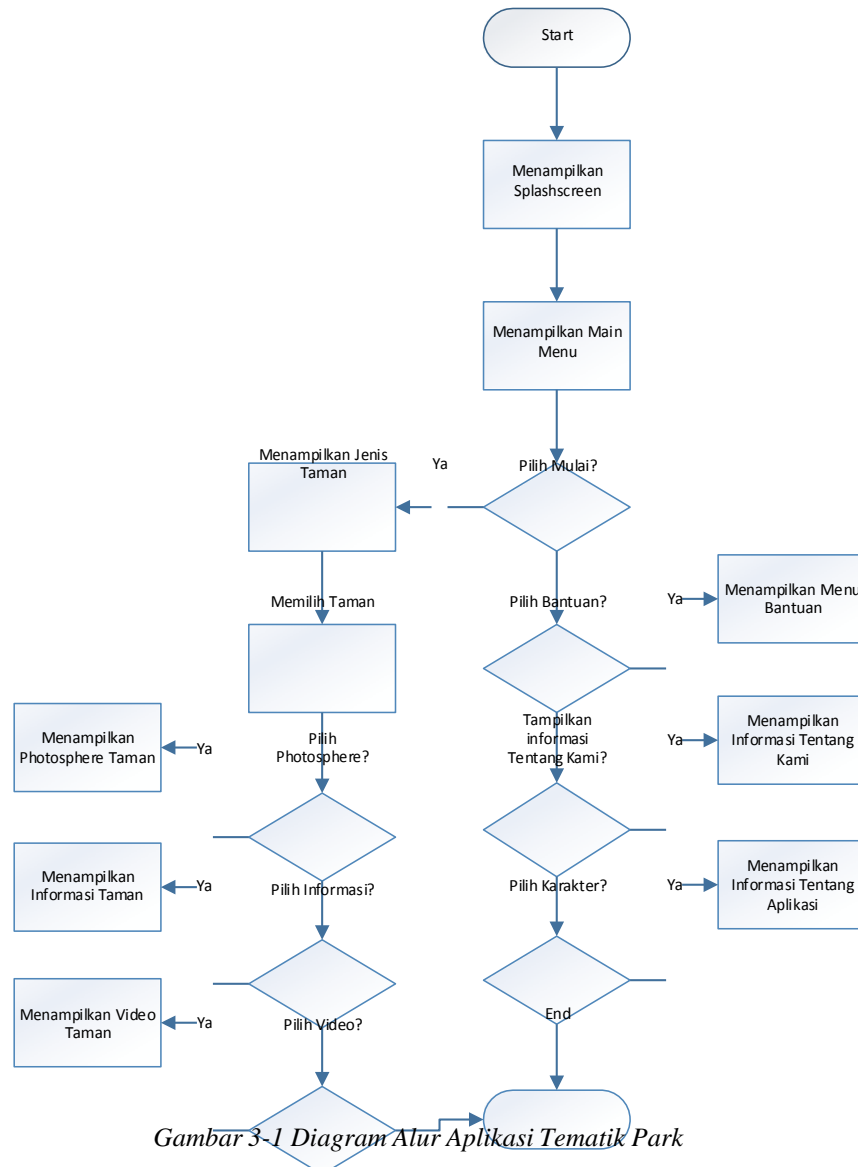 Start
Menampilkan
Splashscreen
Menampilkan Main
Menu
Pilih Mulai?
Ya
Menampilkan Jenis
Taman
Memilih Taman
Pilih Bantuan?
Ya
Menampilkan Menu
Bantuan
Tampilkan
informasi
Tentang Kami?
Ya
Menampilkan
Informasi Tentang
Kami
Pilih
Photosphere?
Ya
Menampilkan
Photosphere Taman
Pilih Informasi?
Ya
Menampilkan
Informasi Taman
Pilih Karakter?
Ya
Menampilkan
Informasi Tentang
Aplikasi
Pilih Video?
Ya
Menampilkan Video
Taman
End
Gambar 3-1 Diagram Alur Aplikasi Tematik Park